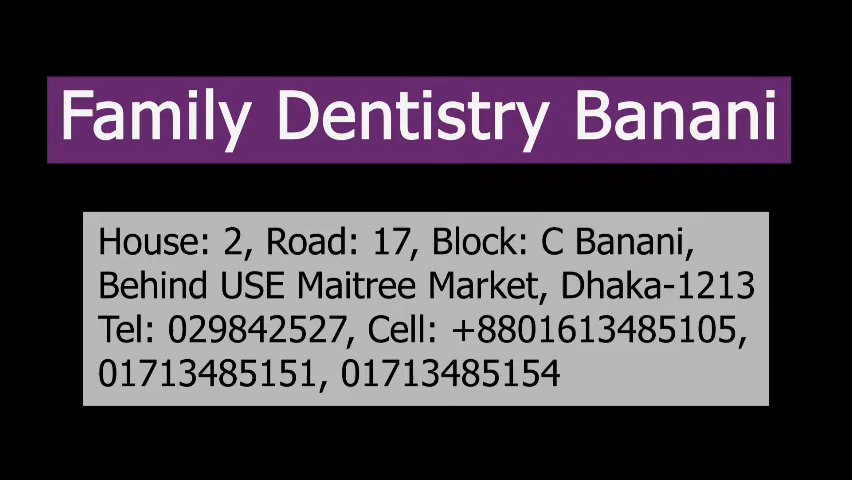 Family Dentistry Banani
House: 2, Road: 17, Block: C Banani,
Behind USE Maitree Market, Dhaka-1213
Tel: 029842527, Cell: +8801613485105,
01713485151, 01713485154